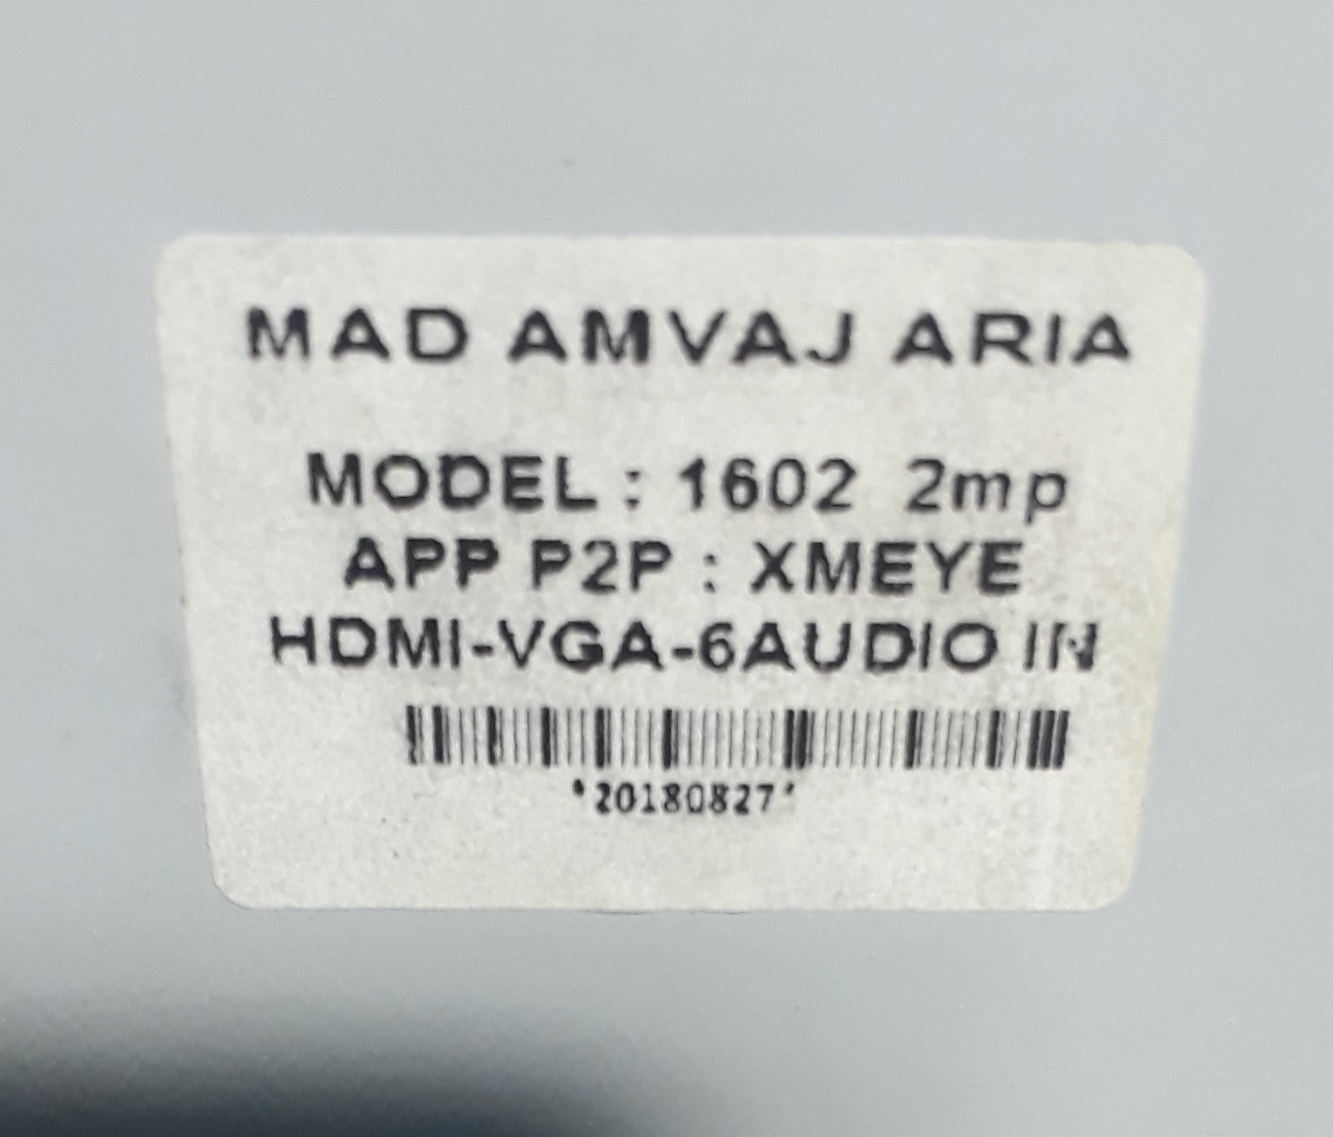 MAD AMVAJ ARIA
MODEL : 1602 2mp
APP P2P : XMEYE
HDMI-VGA-6AUDIO IN
*20180827*